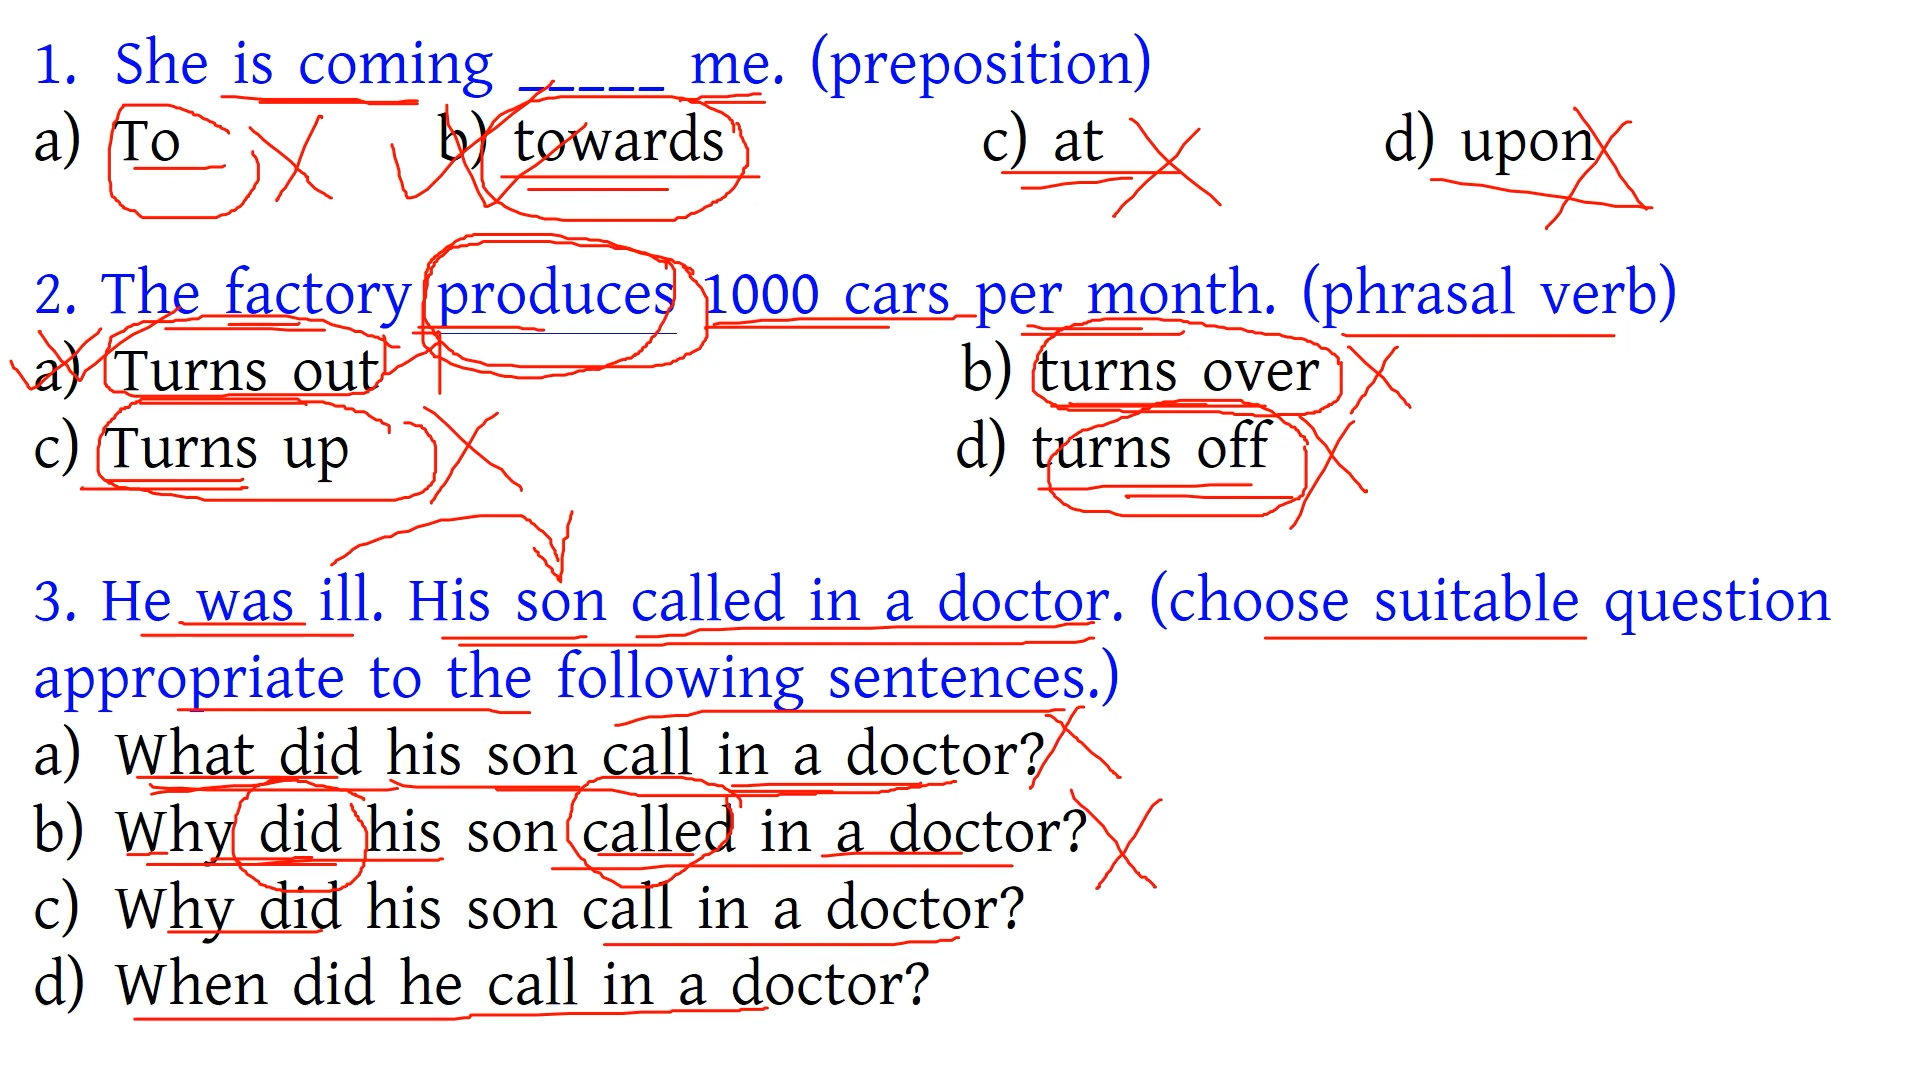 1. She is coming _____ me. (preposition)
a) To b) towards c) at d) upon
2. The factory produces 1000 cars per month. (phrasal verb)
a) Turns out b) turns over
c) Turns up d) turns off
3. He was ill. His son called in a doctor. (choose suitable question
appropriate to the following sentences.)
a) What did his son call in a doctor?
b) Why did his son called in a doctor?
c) Why did his son call in a doctor?
d) When did he call in a doctor?